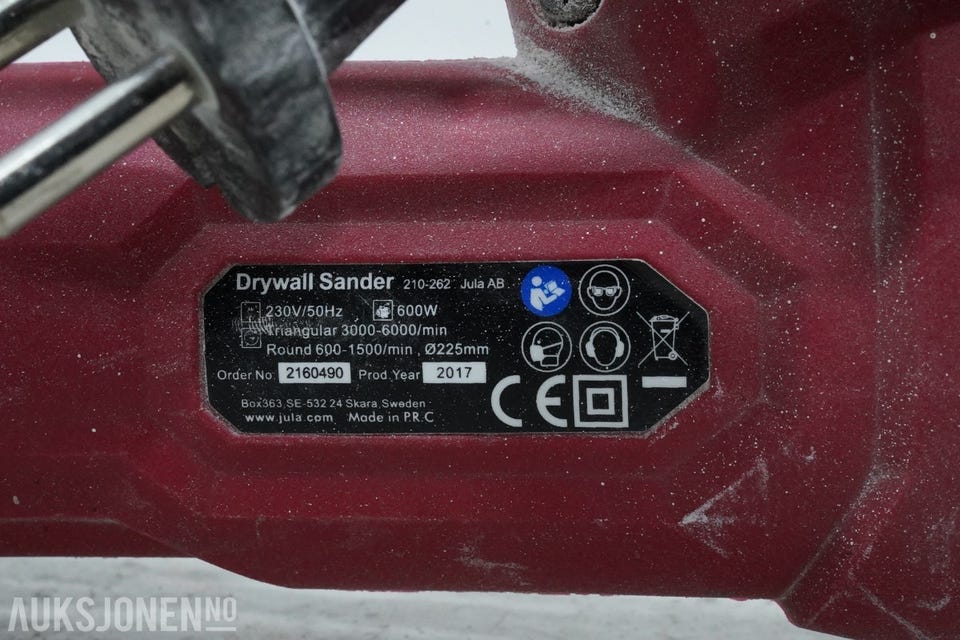 Drywall Sander 210-262 Jula AB
230V/50Hz 600W
Triangular 3000-6000/min
Round 600-1500/min , Ø225mm
Order No 2160490 Prod.Year 2017
Box363,SE-532 24 Skara,Sweden
www.jula.com Made in P.R.C
CE
AUKSJONEN.NO